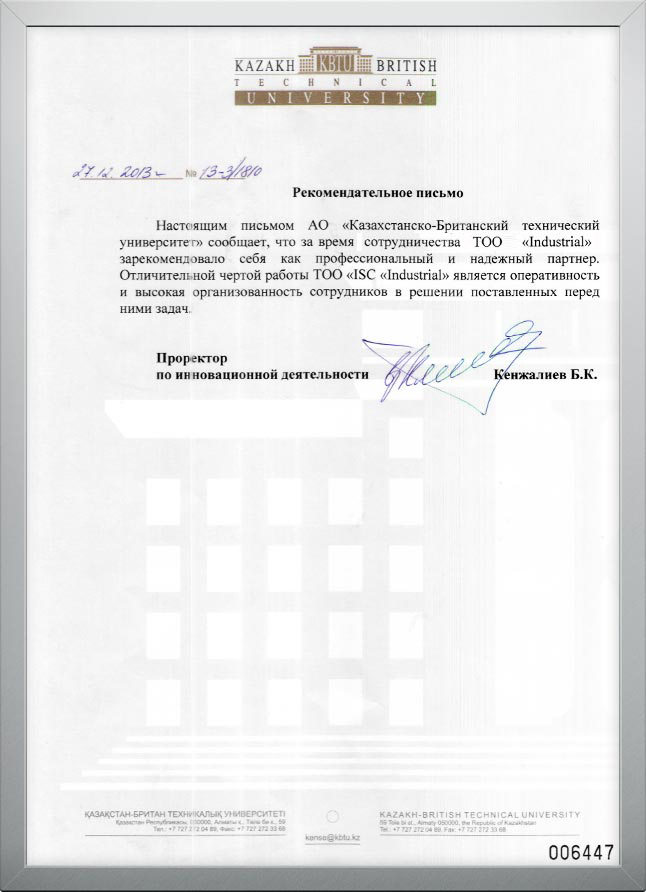 KAZAKH KBTU BRITISH
TECHNICAL
UNIVERSITY
27.12.2013 № 13-3/1810
Рекомендательное письмо
Настоящим письмом АО «Казахстанско-Британский технический
университет» сообщает, что за время сотрудничества ТОО «Industrial»
зарекомендовало себя как профессиональный и надежный партнер.
Отличительной чертой работы ТОО «ISC «Industrial» является оперативность
и высокая организованность сотрудников в решении поставленных перед
ними задач.
Проректор
по инновационной деятельности Кенжалиев Б.К.
ҚАЗАҚСТАН-БРИТАН ТЕХНИКАЛЫҚ УНИВЕРСИТЕТІ
Қазақстан Республикасы, 050000, Алматы қ., Төле би к., 59
Тел.: +7 727 272 04 89, Факс: +7 727 272 33 68
kense@kbtu.kz
KAZAKH-BRITISH TECHNICAL UNIVERSITY
59 Tole bi st., Almaty 050000, the Republic of Kazakhstan
Tel.: +7 727 272 04 89, Fax: +7 727 272 33 68
006447